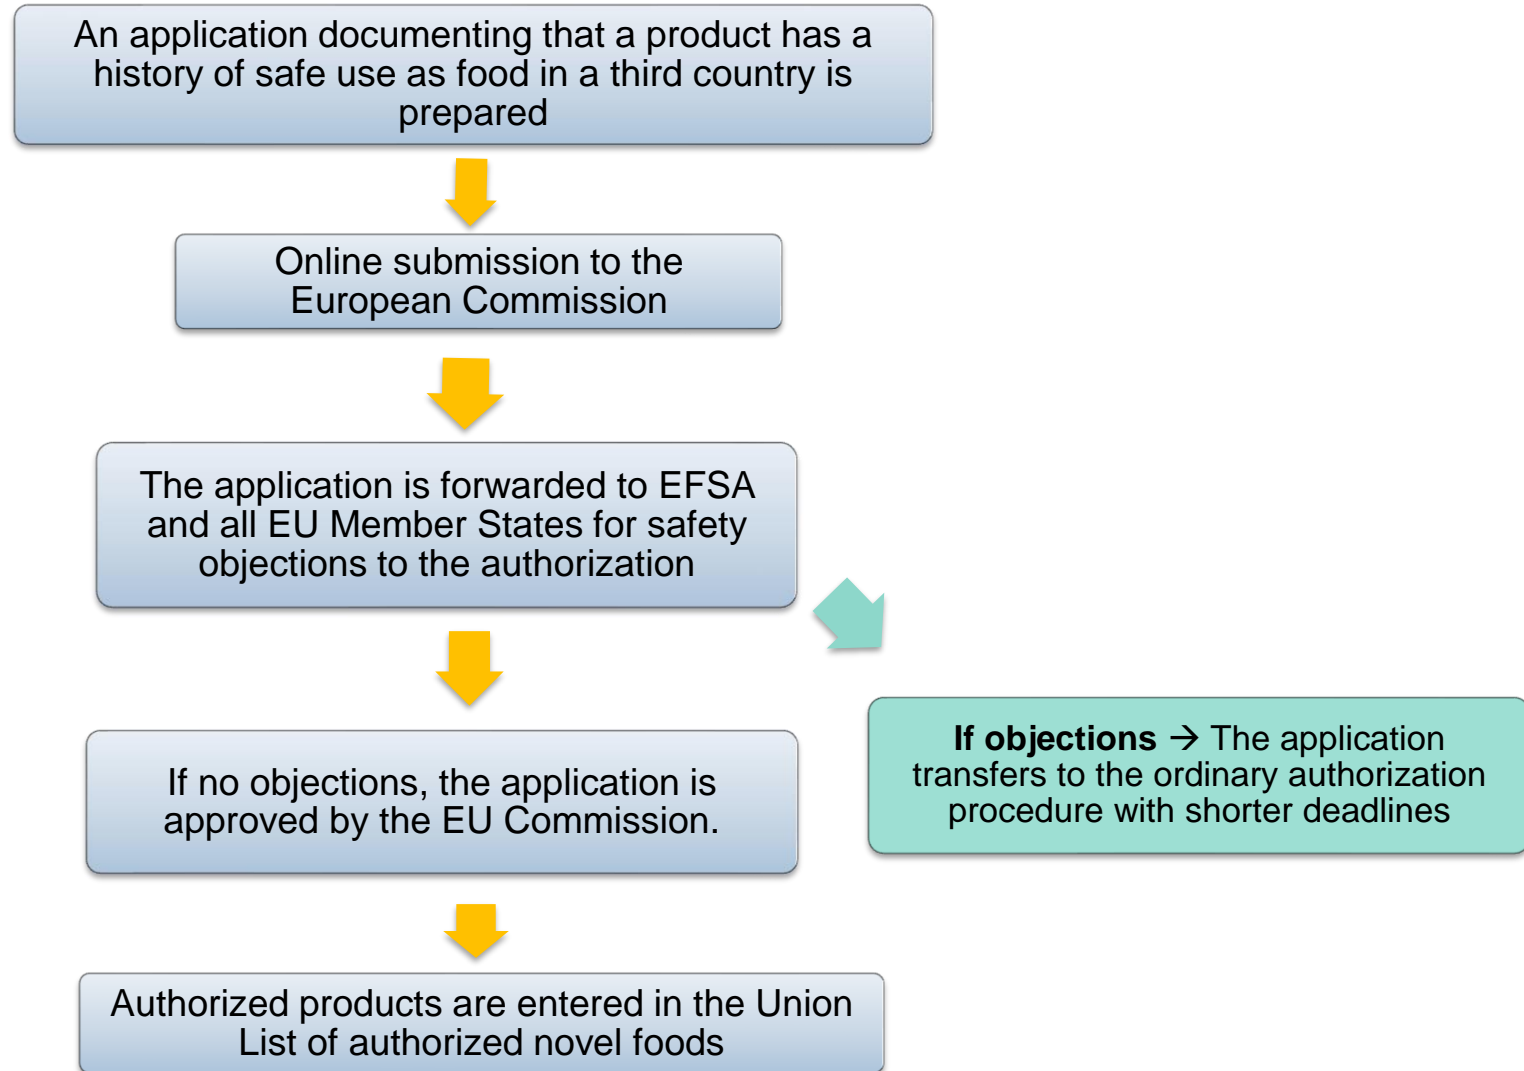 An application documenting that a product has a
history of safe use as food in a third country is
prepared
Online submission to the
European Commission
The application is forwarded to EFSA
and all EU Member States for safety
objections to the authorization
If objections → The application
transfers to the ordinary authorization
procedure with shorter deadlines
If no objections, the application is
approved by the EU Commission.
Authorized products are entered in the Union
List of authorized novel foods